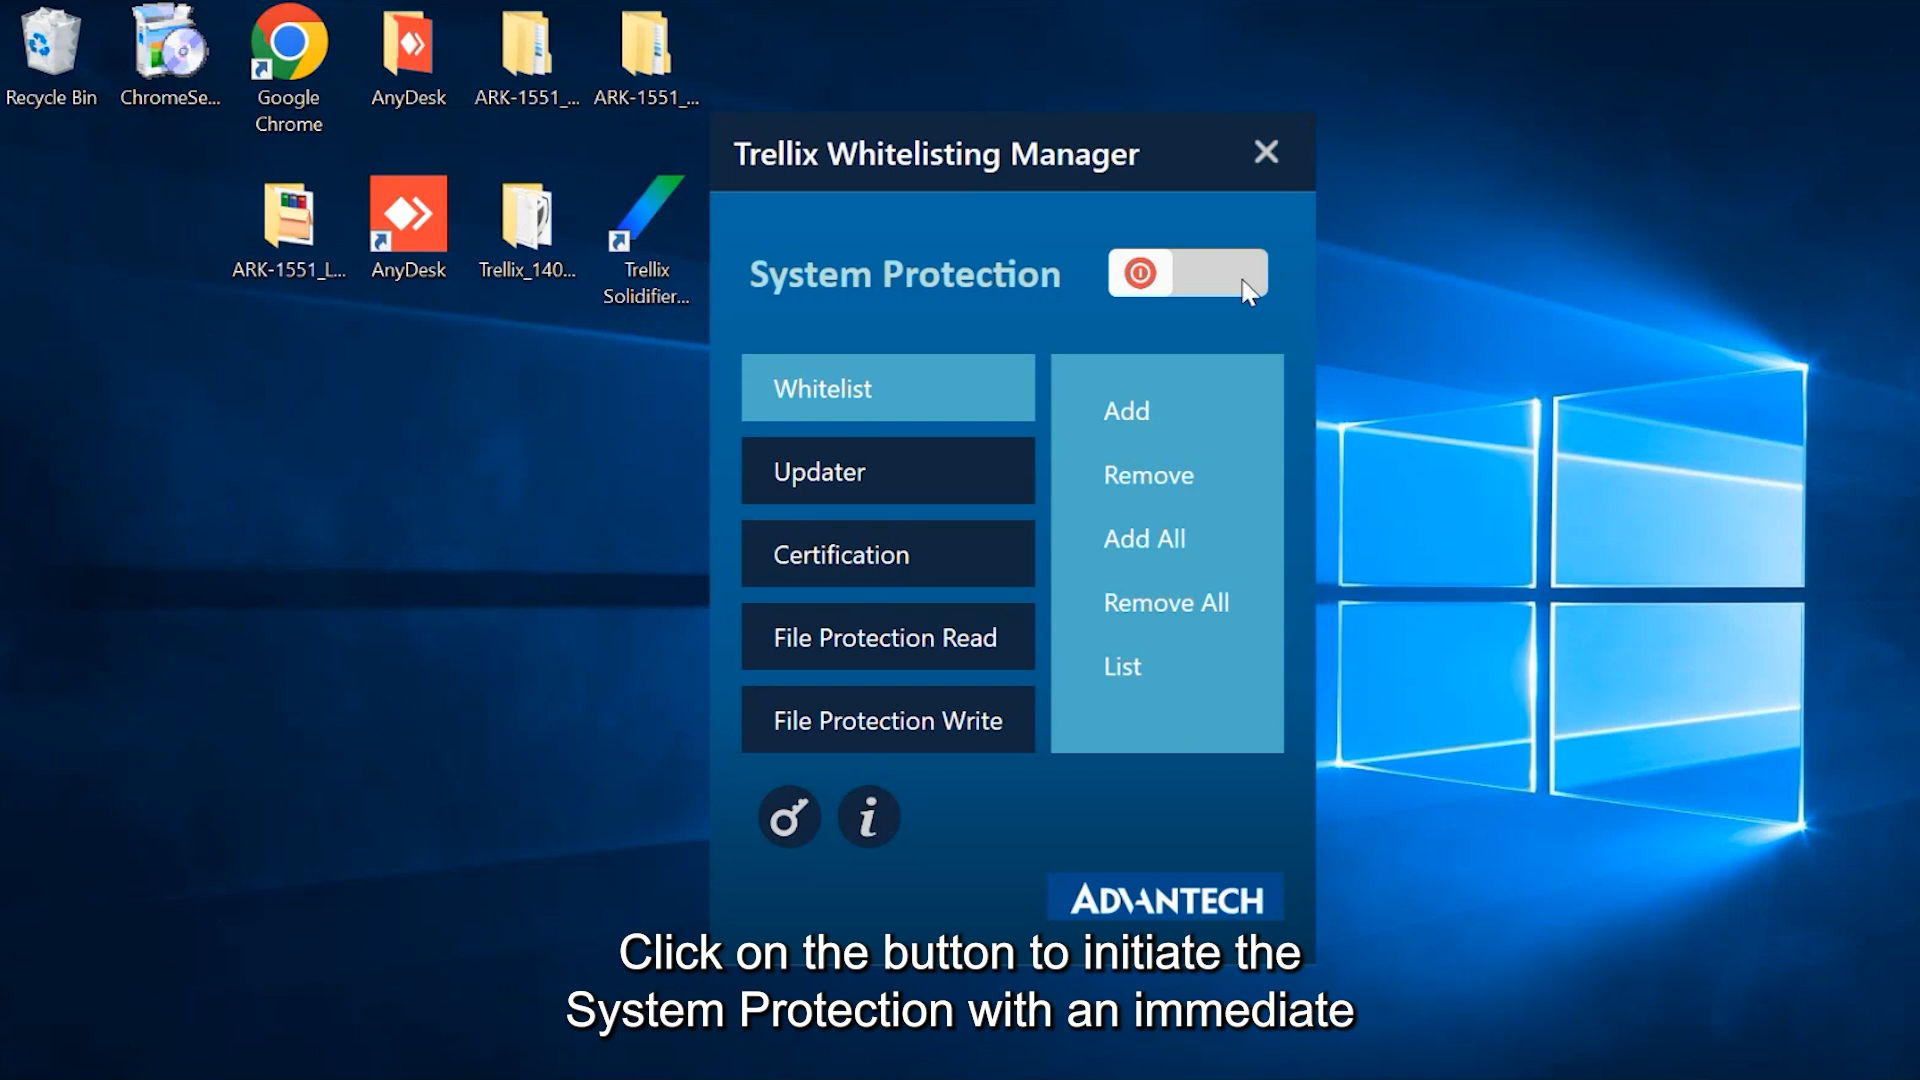 Recycle Bin
ChromeSe...
Google
Chrome
AnyDesk
ARK-1551_...
ARK-1551_...
ARK-1551_L...
AnyDesk
Trellix_140...
Trellix
Solidifier...
Trellix Whitelisting Manager
System Protection
Whitelist
Updater
Certification
File Protection Read
File Protection Write
Add
Remove
Add All
Remove All
List
ADVANTECH
Click on the button to initiate the
System Protection with an immediate